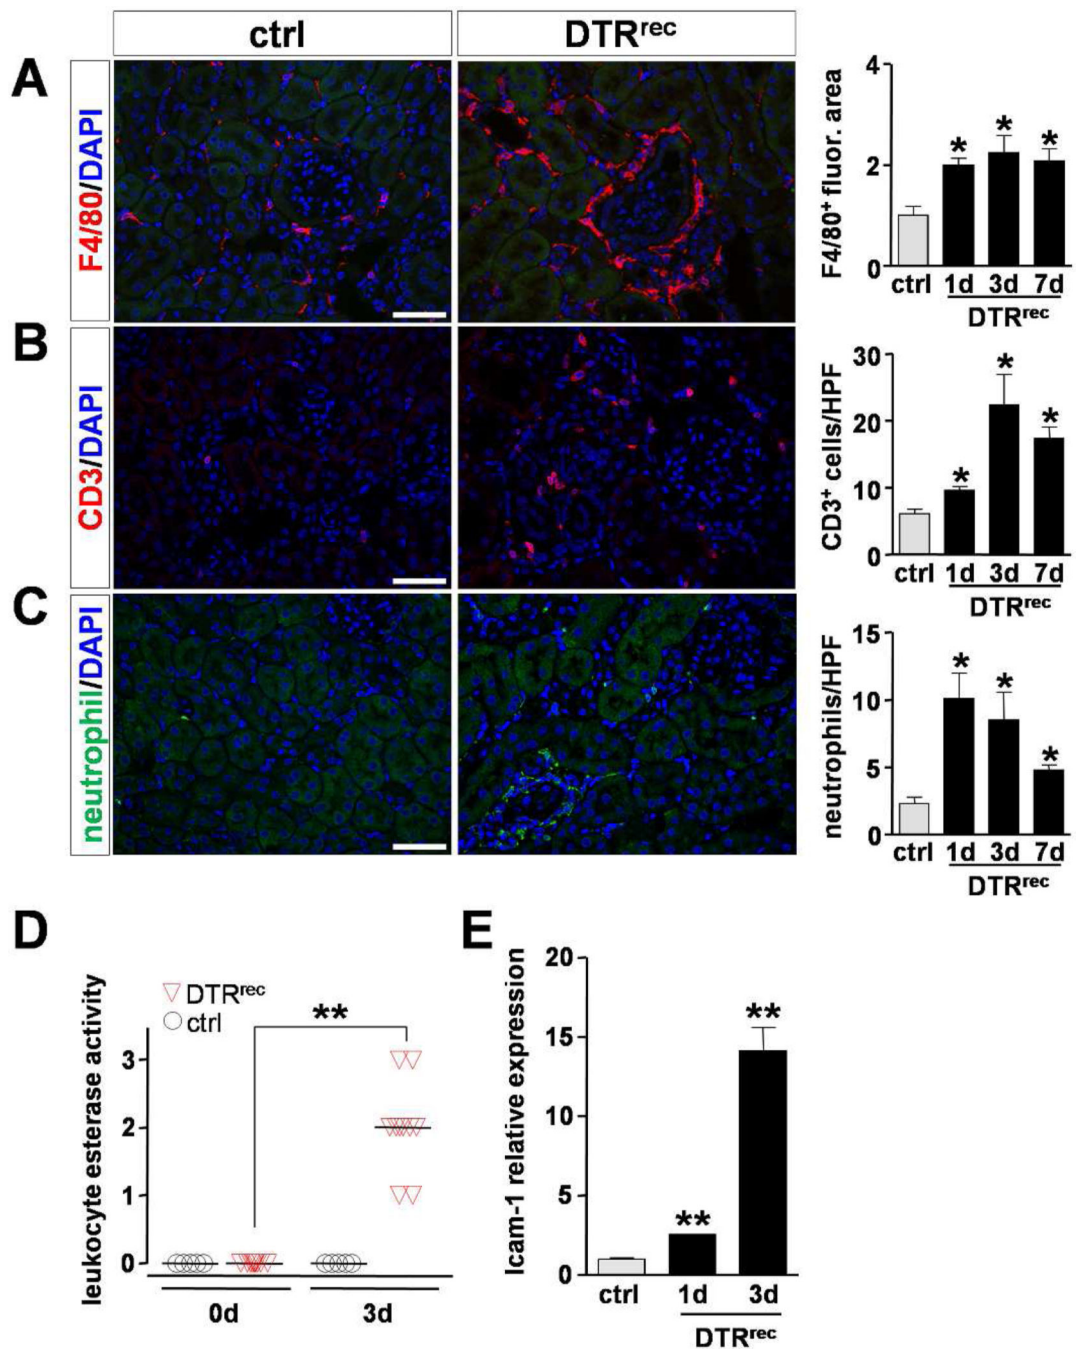 ctrl
DTRrec
A
F4/80/DAPI
F4/80+ fluor. area
4
2
0
ctrl 1d 3d 7d
* * *
DTRrec
B
CD3/DAPI
CD3+ cells/HPF
30
20
10
0
ctrl 1d 3d 7d
* * *
DTRrec
C
neutrophil/DAPI
neutrophils/HPF
15
10
5
0
ctrl 1d 3d 7d
* * *
DTRrec
D
leukocyte esterase activity
DTRrec
ctrl
**
3
2
1
0
0d 3d
E
Icam-1 relative expression
20
15
10
5
0
**
**
ctrl 1d 3d
DTRrec